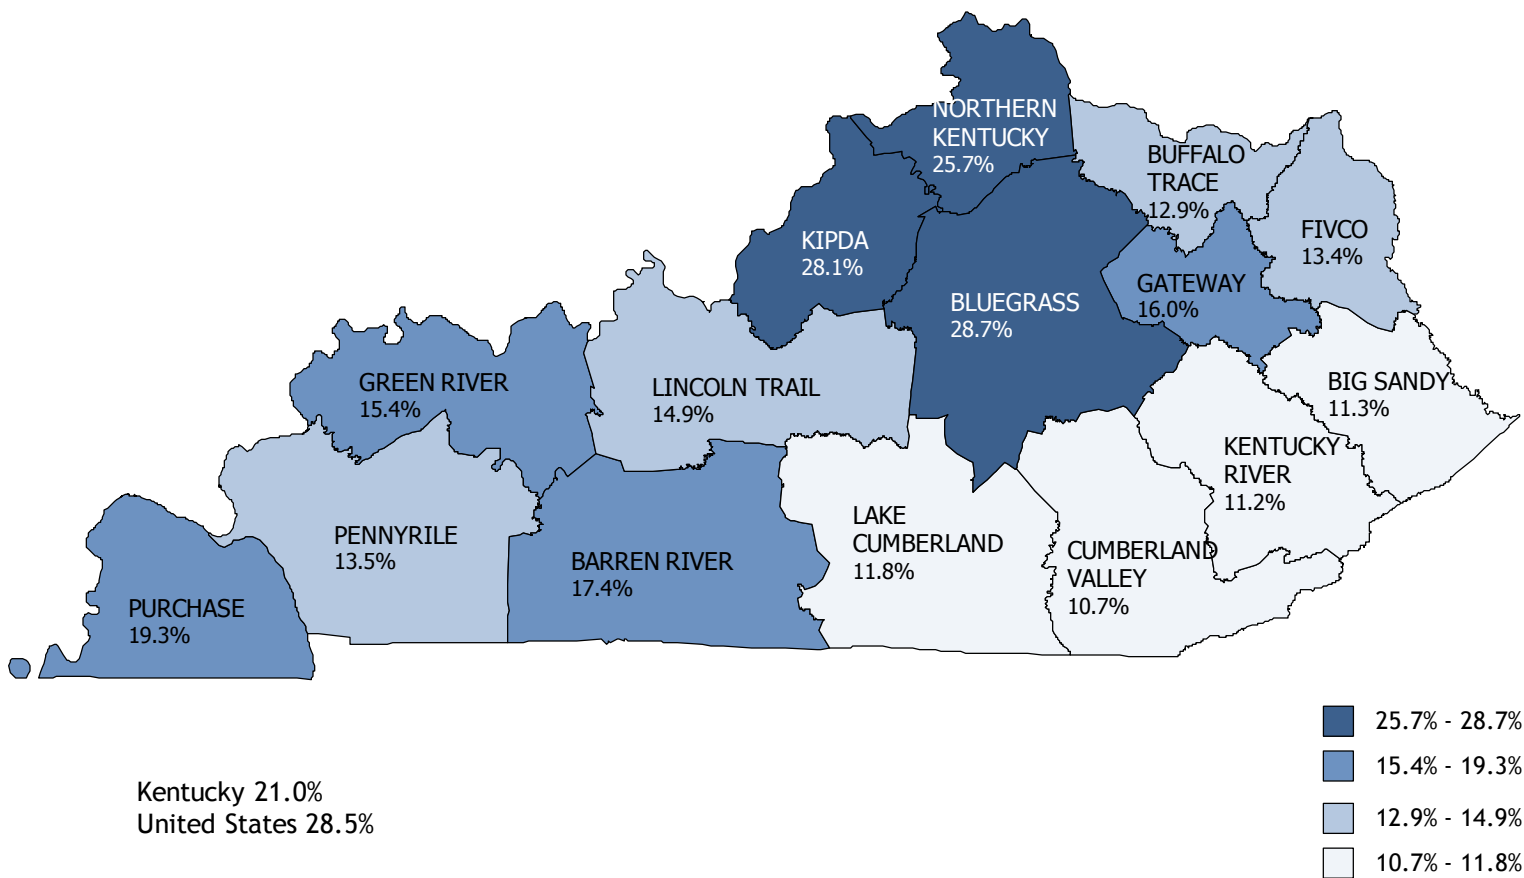 NORTHERN
KENTUCKY
25.7%
BUFFALO
TRACE
12.9%
FIVCO
13.4%
KIPDA
28.1%
GATEWAY
16.0%
BLUEGRASS
28.7%
GREEN RIVER
15.4%
LINCOLN TRAIL
14.9%
BIG SANDY
11.3%
KENTUCKY
RIVER
11.2%
PENNYRILE
13.5%
BARREN RIVER
17.4%
LAKE
CUMBERLAND
11.8%
CUMBERLAND
VALLEY
10.7%
PURCHASE
19.3%
25.7% - 28.7%
15.4% - 19.3%
12.9% - 14.9%
10.7% - 11.8%
Kentucky 21.0%
United States 28.5%